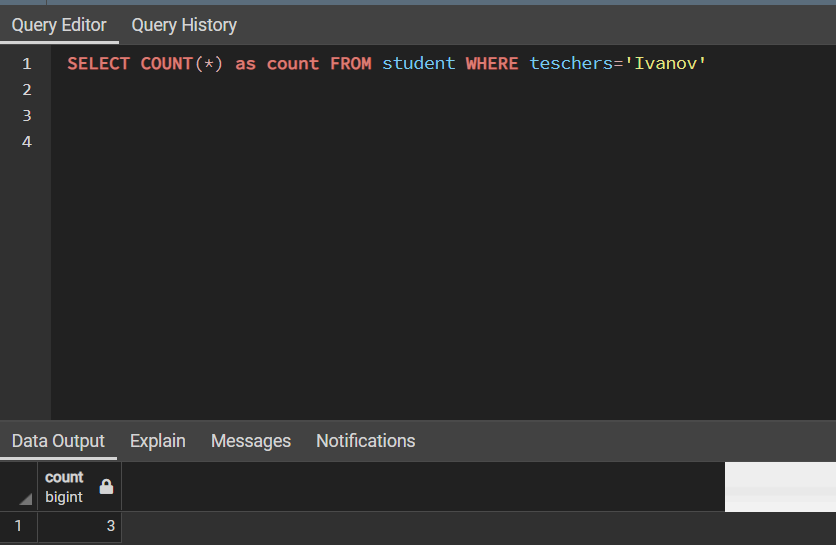 Query Editor Query History
1 SELECT COUNT(*) as count FROM student WHERE teschers='Ivanov'
2
3
4
Data Output Explain Messages Notifications
count
bigint
1 3